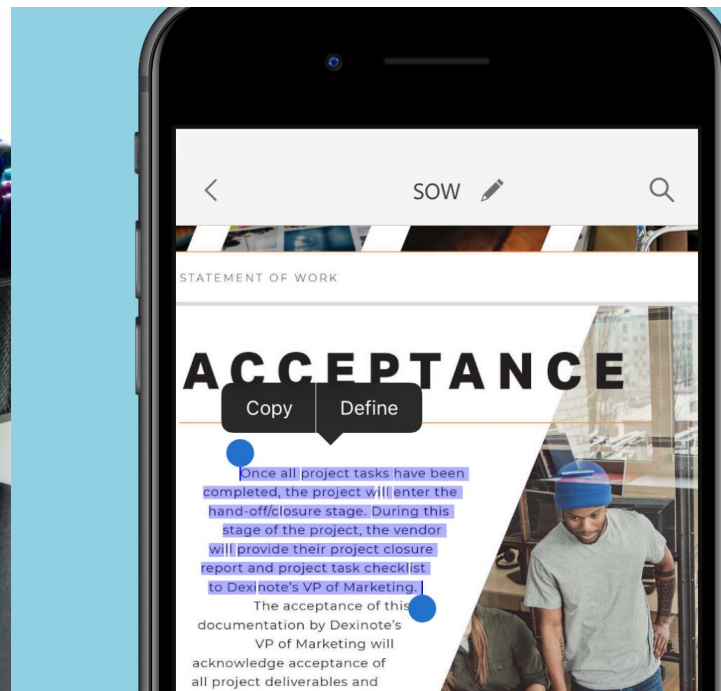 SOW
STATEMENT OF WORK
ACCEPTANCE
Copy Define
Once all project tasks have been
completed, the project will enter the
hand-off/closure stage. During this
stage of the project, the vendor
will provide their project closure
report and project task checklist
to Dexinote's VP of Marketing.
The acceptance of this
documentation by Dexinote's
VP of Marketing will
acknowledge acceptance of
all project deliverables and